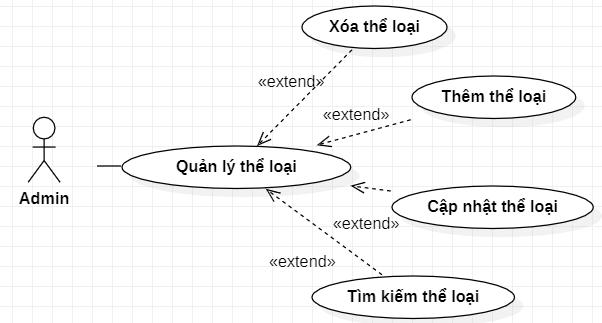 Xóa thể loại
«extend»
Thêm thể loại
«extend»
Quản lý thể loại
Admin
Cập nhật thể loại
«extend»
«extend»
Tìm kiếm thể loại